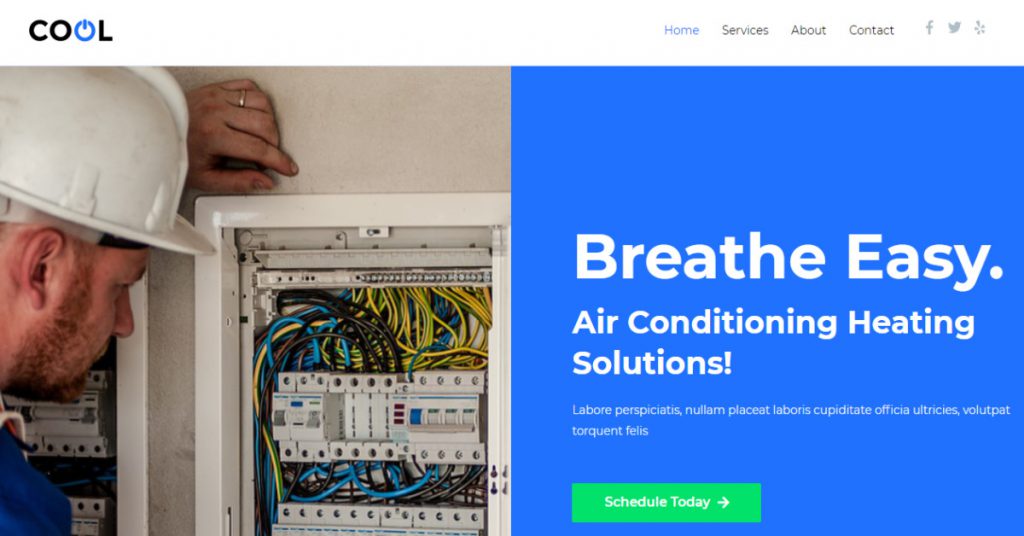 COOL
Home Services About Contact
Breathe Easy.
Air Conditioning Heating
Solutions!
Labore perspiciatis, nullam placeat laboris cupiditate officia ultricies, volutpat
torquent felis
Schedule Today →